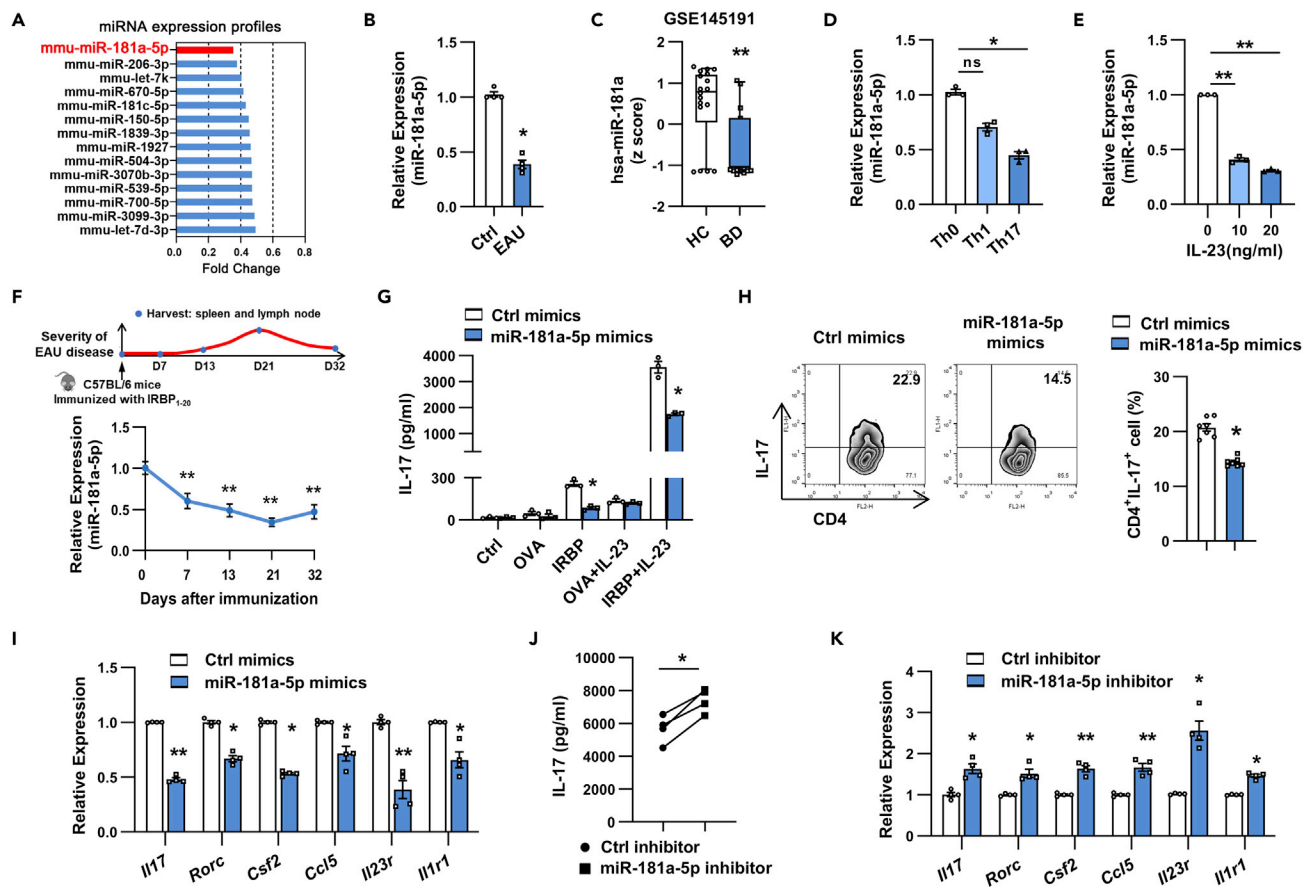 A
miRNA expression profiles
mmu-miR-181a-5p
mmu-miR-206-3p
mmu-let-7k
mmu-miR-670-5p
mmu-miR-181c-5p
mmu-miR-150-5p
mmu-miR-1839-3p
mmu-miR-1927
mmu-miR-504-3p
mmu-miR-3070b-3p
mmu-miR-539-5p
mmu-miR-700-5p
mmu-miR-3099-3p
mmu-let-7d-3p
0.0 0.2 0.4 0.6 0.8
Fold Change
B
Relative Expression
(miR-181a-5p)
1.5
1.0
0.5
0.0
*
Ctrl
EAU
C
GSE145191
hsa-miR-181a
(z score)
2
1
0
-1
-2
**
HC
BD
D
Relative Expression
(miR-181a-5p)
1.5
1.0
0.5
0.0
*
ns
Th0
Th1
Th17
E
Relative Expression
(miR-181a-5p)
1.5
1.0
0.5
0.0
**
**
0 10 20
IL-23(ng/ml)
F
Harvest: spleen and lymph node
Severity of
EAU disease
D7 D13 D21 D32
C57BL/6 mice
Immunized with IRBP1-20
Relative Expression
(miR-181a-5p)
1.5
1.0
0.5
0.0
** ** ** **
0 7 13 21 32
Days after immunization
G
Ctrl mimics
miR-181a-5p mimics
IL-17 (pg/ml)
4000
3000
2000
1000
300
0
*
*
Ctrl
OVA
IRBP
OVA+IL-23
IRBP+IL-23
H
Ctrl mimics
miR-181a-5p
mimics
22.9
77.1
14.5
85.5
FL1-H
FL1-H
FL2-H
FL2-H
IL-17
CD4
Ctrl mimics
miR-181a-5p mimics
CD4+IL-17+ cell (%)
30
20
10
0
*
I
Ctrl mimics
miR-181a-5p mimics
Relative Expression
1.5
1.0
0.5
0.0
** * * * ** *
Il17
Rorc
Csf2
Ccl5
Il23r
Il1r1
J
IL-17 (pg/ml)
10000
8000
6000
4000
2000
0
*
Ctrl inhibitor
miR-181a-5p inhibitor
K
Ctrl inhibitor
miR-181a-5p inhibitor
Relative Expression
4
3
2
1
0
* * ** ** * *
Il17
Rorc
Csf2
Ccl5
Il23r
Il1r1